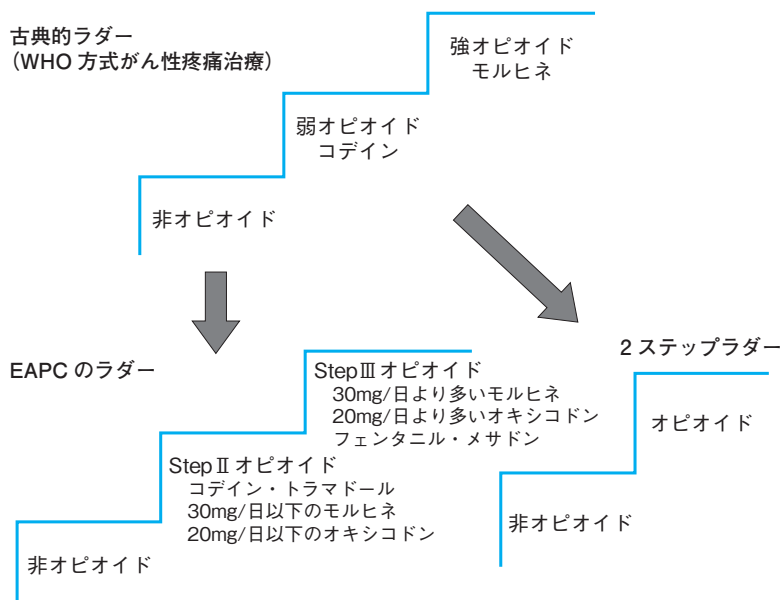 古典的ラダー
(WHO 方式がん性疼痛治療)
強オピオイド
モルヒネ
弱オピオイド
コデイン
非オピオイド
EAPC のラダー
StepⅢ オピオイド
30mg/日より多いモルヒネ
20mg/日より多いオキシコドン
フェンタニル・メサドン
StepⅡ オピオイド
コデイン・トラマドール
30mg/日以下のモルヒネ
20mg/日以下のオキシコドン
非オピオイド
2 ステップラダー
オピオイド
非オピオイド